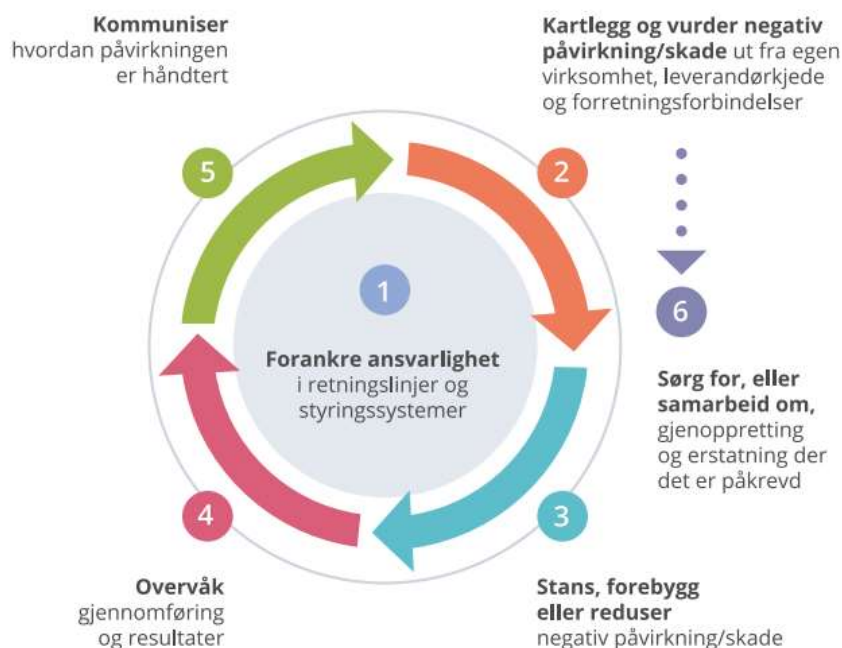 1
Forankre ansvarlighet
i retningslinjer og
styringssystemer
2
Kartlegg og vurder negativ
påvirkning/skade ut fra egen
virksomhet, leverandørkjede
og forretningsforbindelser
3
Stans, forebygg
eller reduser
negativ påvirkning/skade
4
Overvåk
gjennomføring
og resultater
5
Kommuniser
hvordan påvirkningen
er håndtert
6
Sørg for, eller
samarbeid om,
gjenoppretting
og erstatning der
det er påkrevd